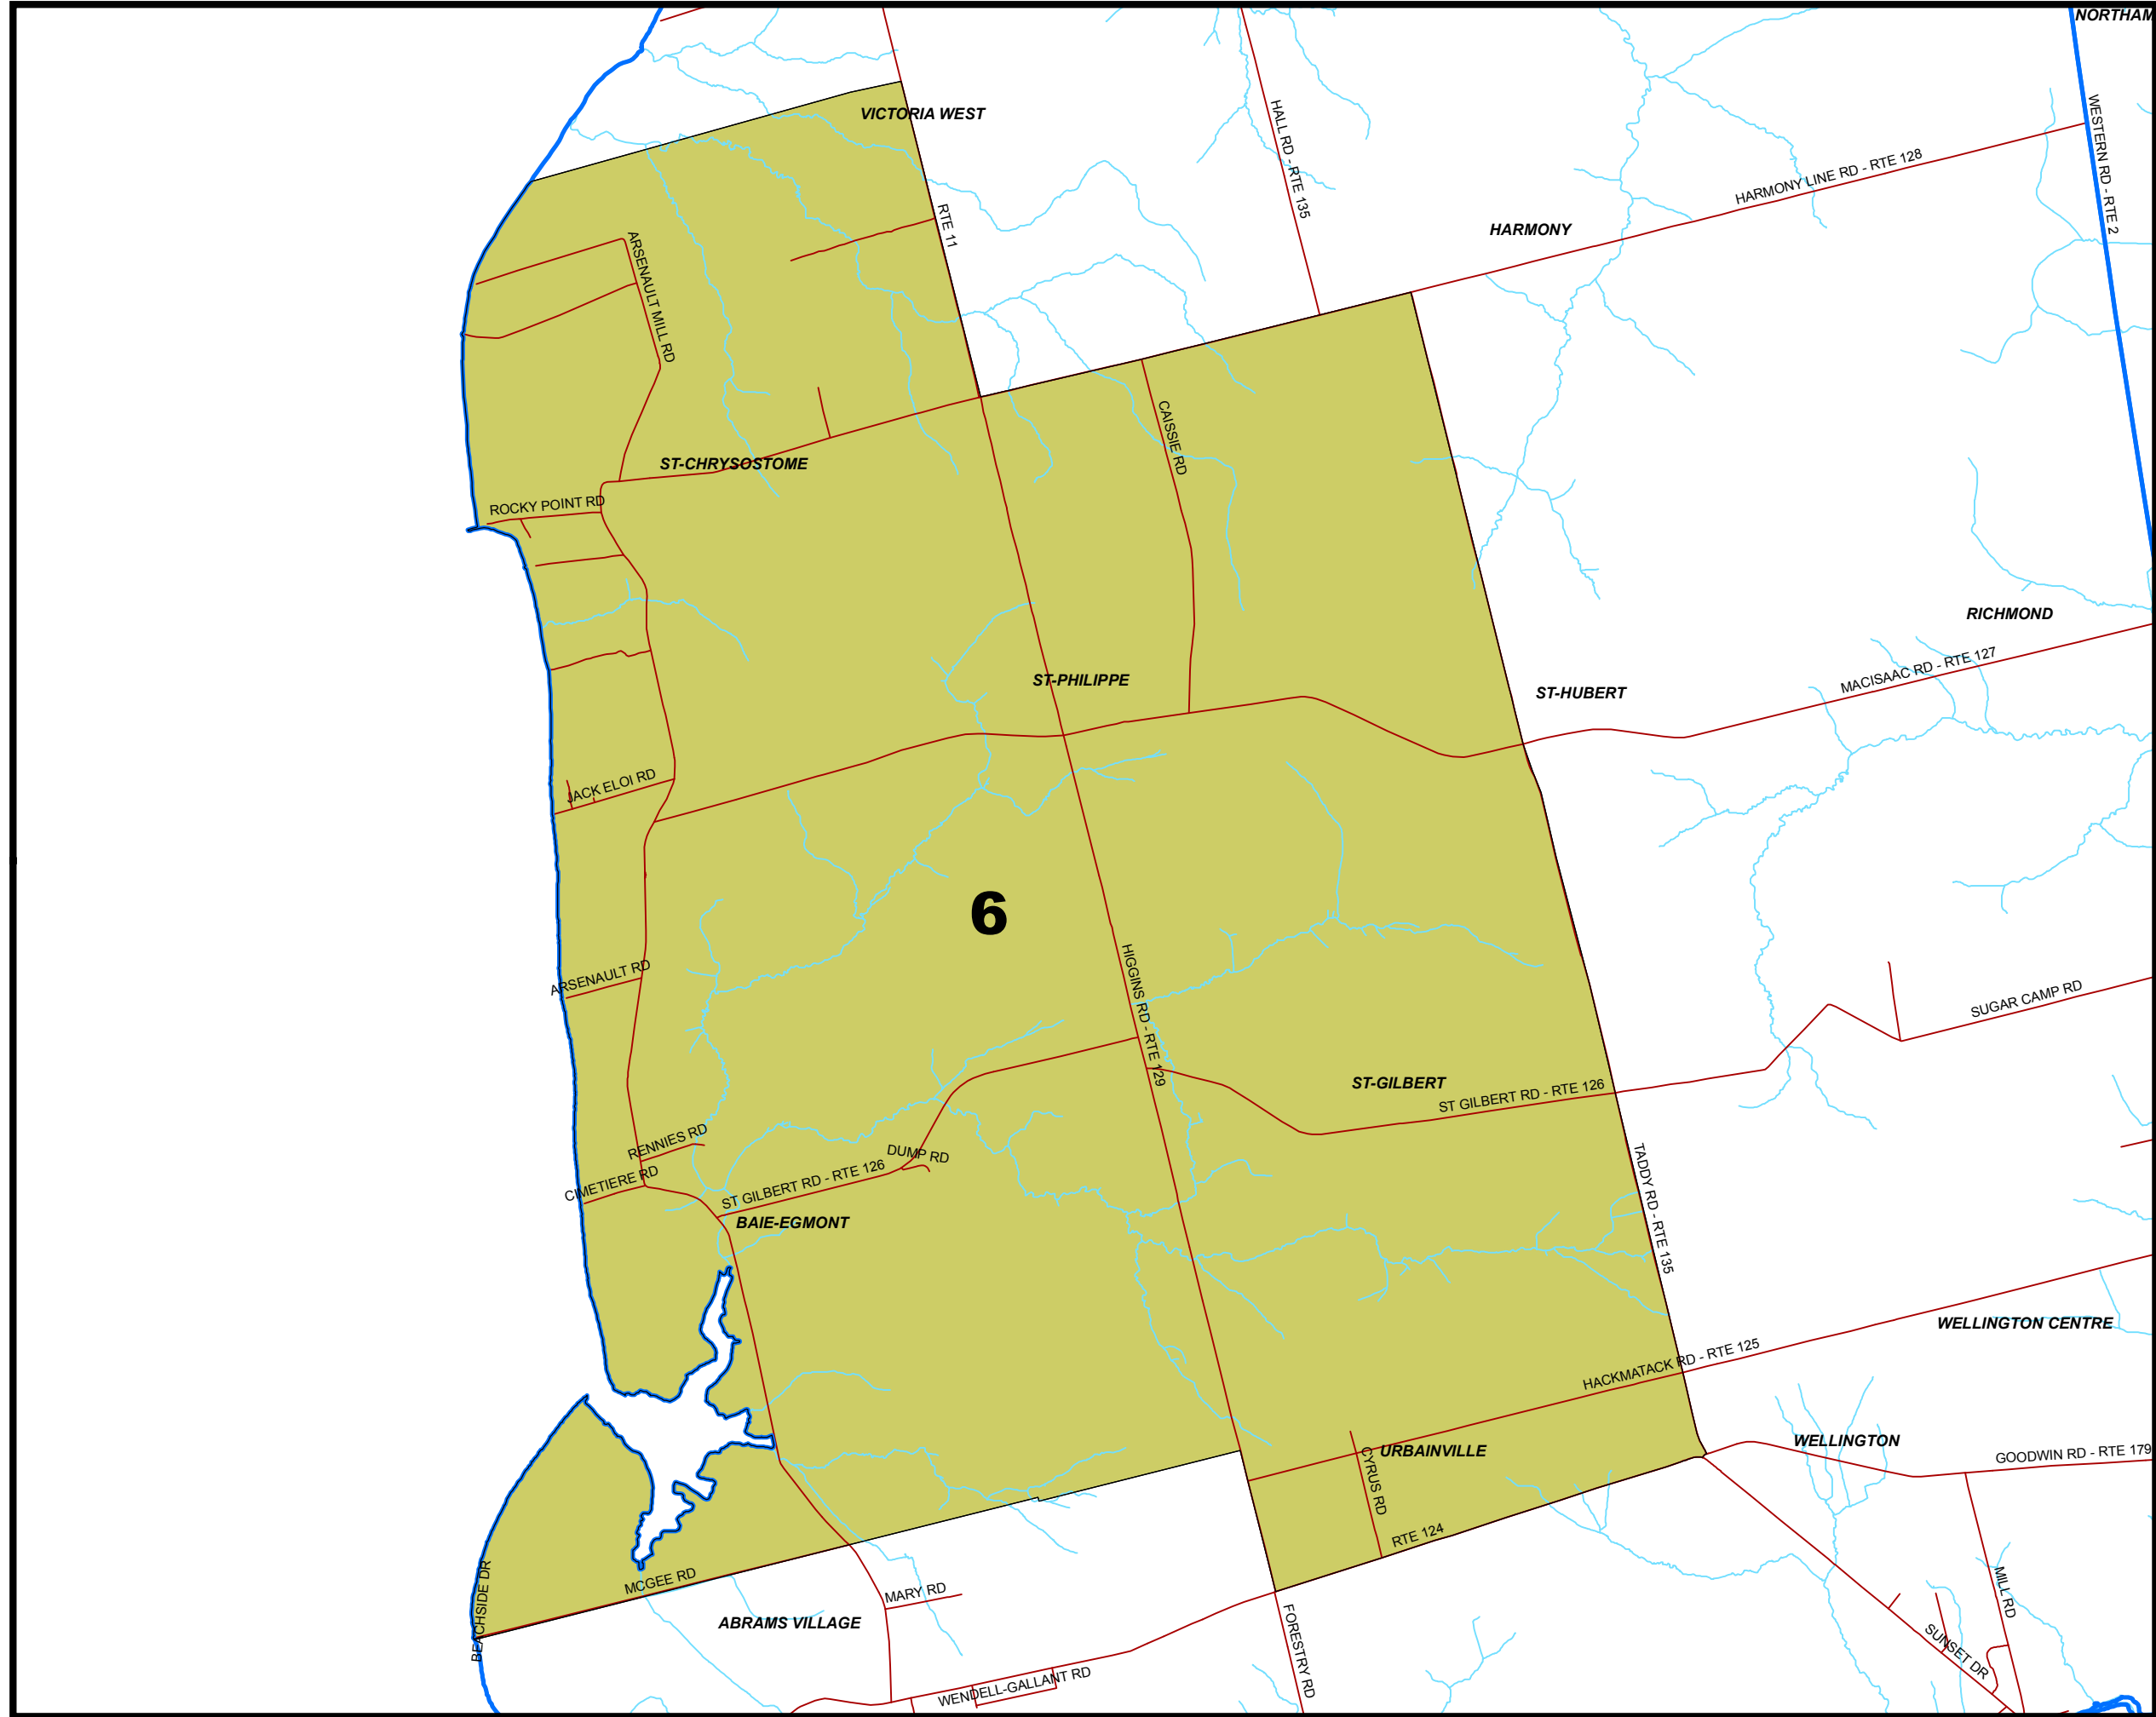 NORTHAM
VICTORIA WEST
HALL RD - RTE 135
WESTERN RD - RTE 2
HARMONY LINE RD - RTE 128
RTE 11
HARMONY
ARSENAULT MILL RD
CAISSIE RD
ST-CHRYSOSTOME
ROCKY POINT RD
RICHMOND
ST-PHILIPPE
ST-HUBERT
MACISAAC RD - RTE 127
JACK ELOI RD
6
ARSENAULT RD
HIGGINS RD - RTE 129
SUGAR CAMP RD
ST-GILBERT
ST GILBERT RD - RTE 126
RENNIES RD
DUMP RD
CIMETIERE RD
ST GILBERT RD - RTE 126
TADDY RD - RTE 135
BAIE-EGMONT
WELLINGTON CENTRE
HACKMATACK RD - RTE 125
WELLINGTON
URBAINVILLE
GOODWIN RD - RTE 179
CYRUS RD
RTE 124
BEACHSIDE DR
MCGEE RD
MARY RD
MILL RD
ABRAMS VILLAGE
FORESTRY RD
SUNSET DR
WENDELL-GALLANT RD